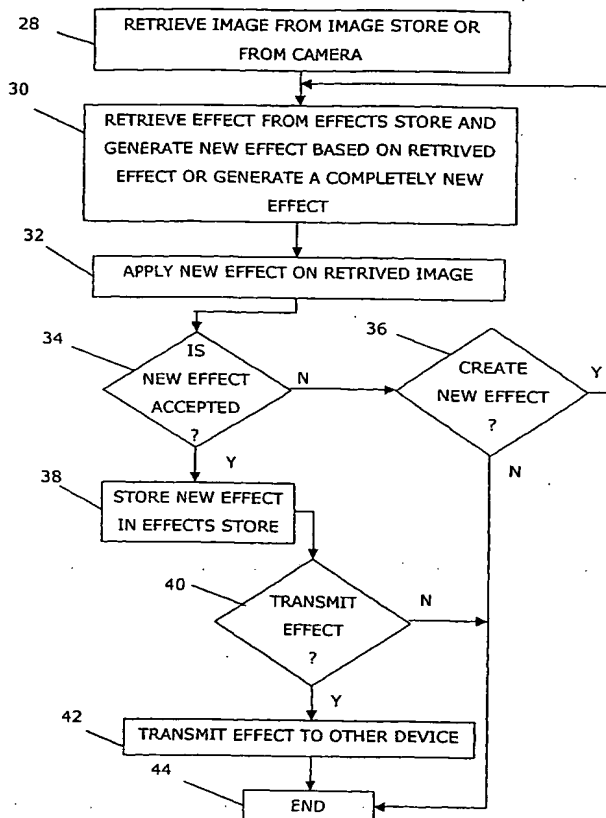 28
RETRIEVE IMAGE FROM IMAGE STORE OR
FROM CAMERA
30
RETRIEVE EFFECT FROM EFFECTS STORE AND
GENERATE NEW EFFECT BASED ON RETRIVED
EFFECT OR GENERATE A COMPLETELY NEW
EFFECT
32
APPLY NEW EFFECT ON RETRIVED IMAGE
34
IS
NEW EFFECT
ACCEPTED
?
N
Y
36
CREATE
NEW EFFECT
?
Y
N
38
STORE NEW EFFECT
IN EFFECTS STORE
40
TRANSMIT
EFFECT
?
N
Y
42
TRANSMIT EFFECT TO OTHER DEVICE
44
END